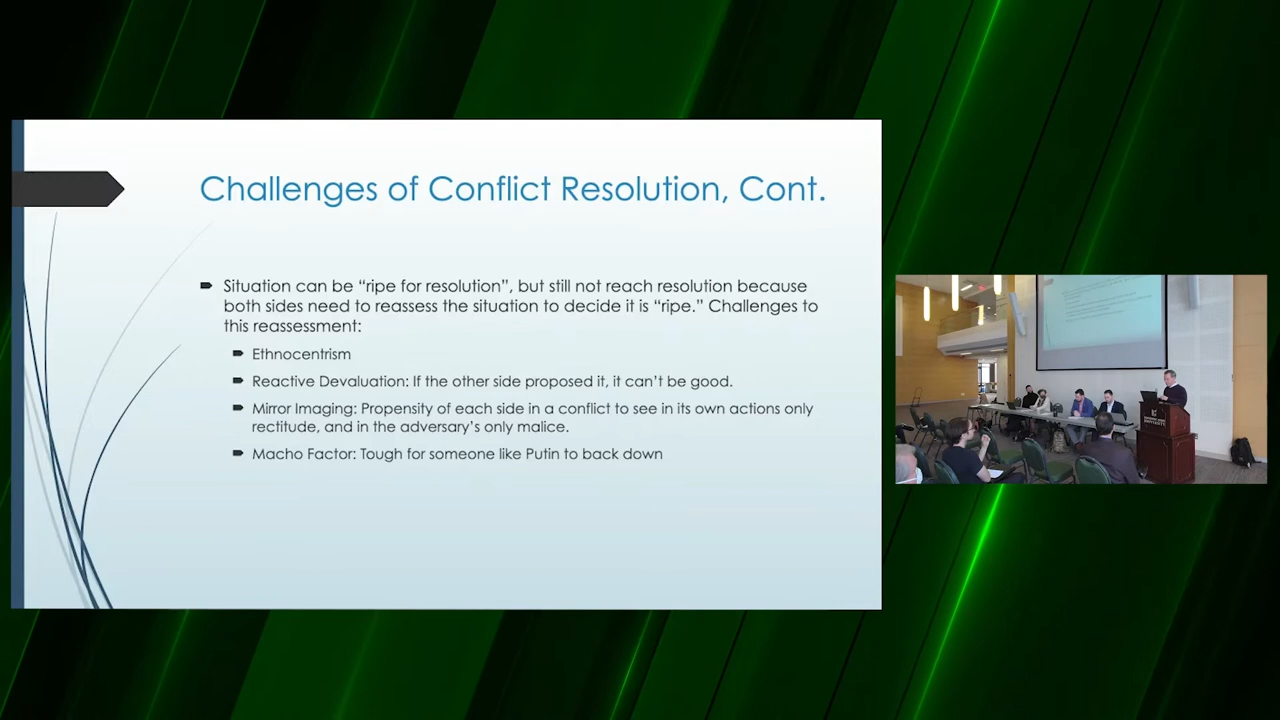 Challenges of Conflict Resolution, Cont.
Situation can be “ripe for resolution”, but still not reach resolution because
both sides need to reassess the situation to decide it is “ripe.” Challenges to
this reassessment:
Ethnocentrism
Reactive Devaluation: If the other side proposed it, it can’t be good.
Mirror Imaging: Propensity of each side in a conflict to see in its own actions only
rectitude, and in the adversary’s only malice.
Macho Factor: Tough for someone like Putin to back down